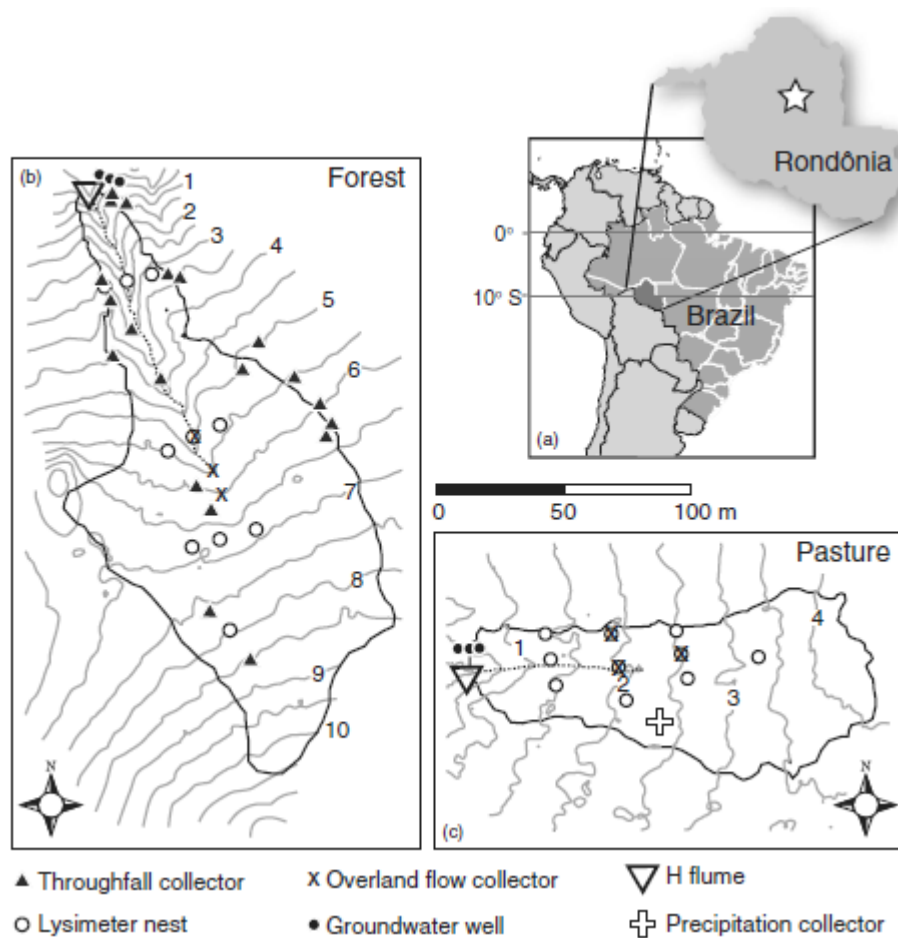 Rondônia
0°
10° S
Brazil
(a)
(b)
Forest
1
2
3
4
5
6
7
8
9
10
N
0
50
100 m
Pasture
1
2
3
4
N
(c)
Throughfall collector
X Overland flow collector
H flume
Lysimeter nest
Groundwater well
Precipitation collector